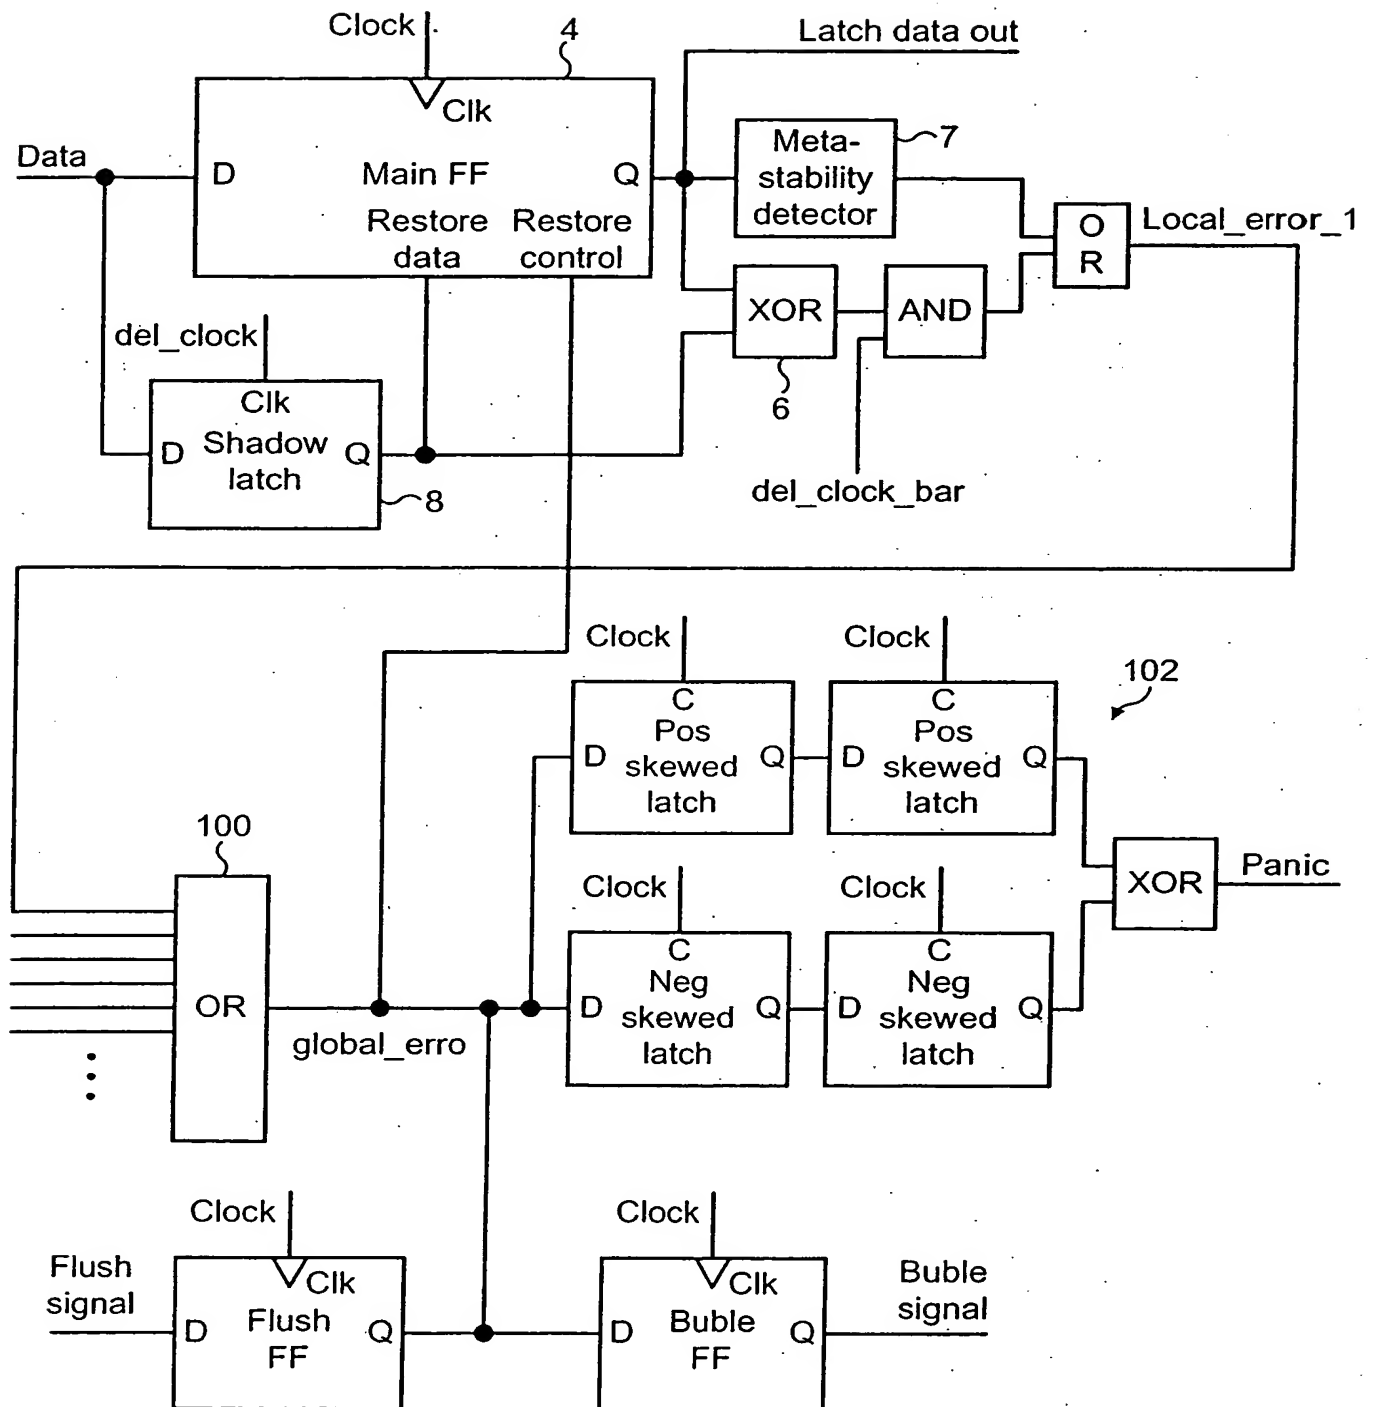 Clock
4
Latch data out
Clk
Data
D
Main FF
Q
Restore
data
Restore
control
Meta-
stability
detector
7
O
R
Local_error_1
XOR
6
AND
del_clock_bar
del_clock
Clk
D
Shadow
latch
Q
8
Clock
C
D
Pos
skewed
latch
Q
Clock
C
D
Pos
skewed
latch
Q
102
100
OR
global_erro
Clock
C
D
Neg
skewed
latch
Q
Clock
C
D
Neg
skewed
latch
Q
XOR
Panic
Clock
Flush
signal
Clk
D
Flush
FF
Q
Clock
Clk
D
Buble
FF
Q
Buble
signal